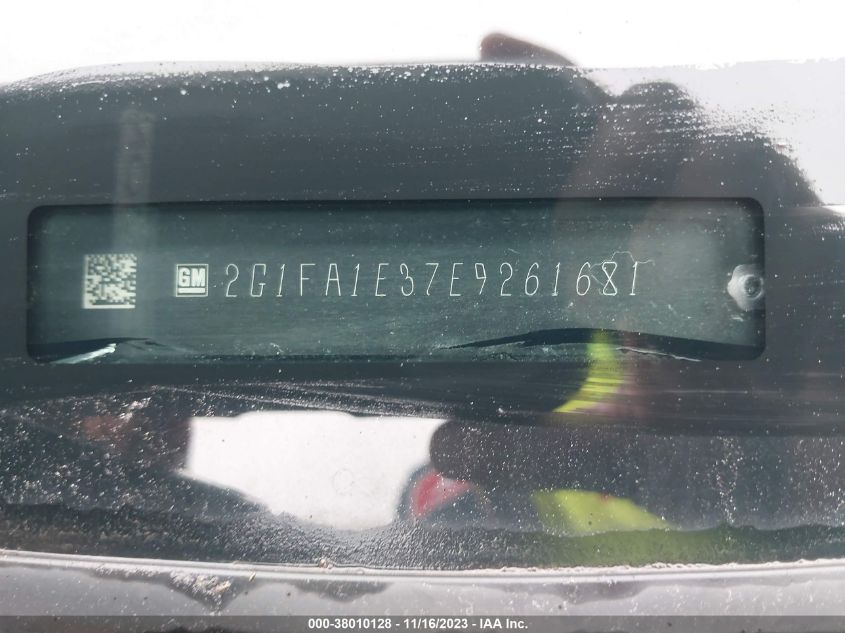 GM 2G1FA1E37E9261681
000-38010128 - 11/16/2023 - IAA Inc.